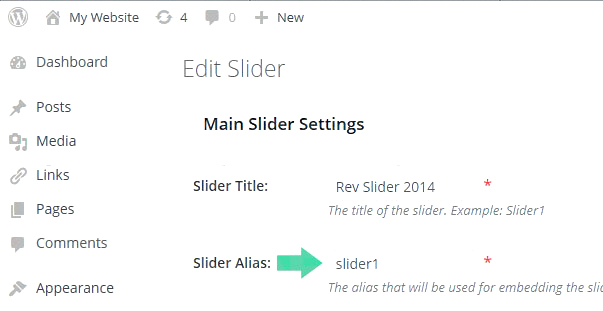 My Website 4 0 New
Dashboard
Edit Slider
Posts
Main Slider Settings
Media
Links
Slider Title: Rev Slider 2014 *
Pages
The title of the slider. Example: Slider1
Comments
Slider Alias: slider1 *
Appearance
The alias that will be used for embedding the